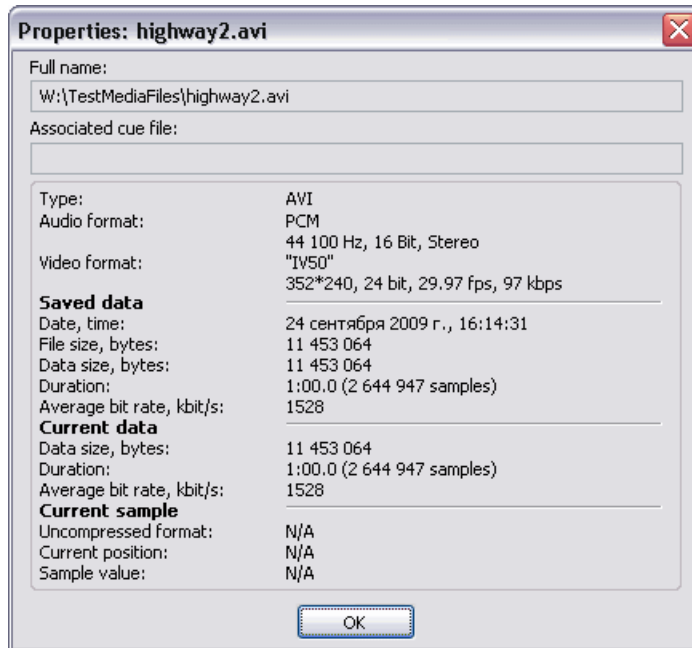 Properties: highway2.avi
Full name:
W:\TestMediaFiles\highway2.avi
Associated cue file:
Type: AVI
Audio format: PCM
44 100 Hz, 16 Bit, Stereo
Video format: "IV50"
352*240, 24 bit, 29.97 fps, 97 kbps
Saved data
Date, time: 24 сентября 2009 г., 16:14:31
File size, bytes: 11 453 064
Data size, bytes: 11 453 064
Duration: 1:00.0 (2 644 947 samples)
Average bit rate, kbit/s: 1528
Current data
Data size, bytes: 11 453 064
Duration: 1:00.0 (2 644 947 samples)
Average bit rate, kbit/s: 1528
Current sample
Uncompressed format: N/A
Current position: N/A
Sample value: N/A
OK